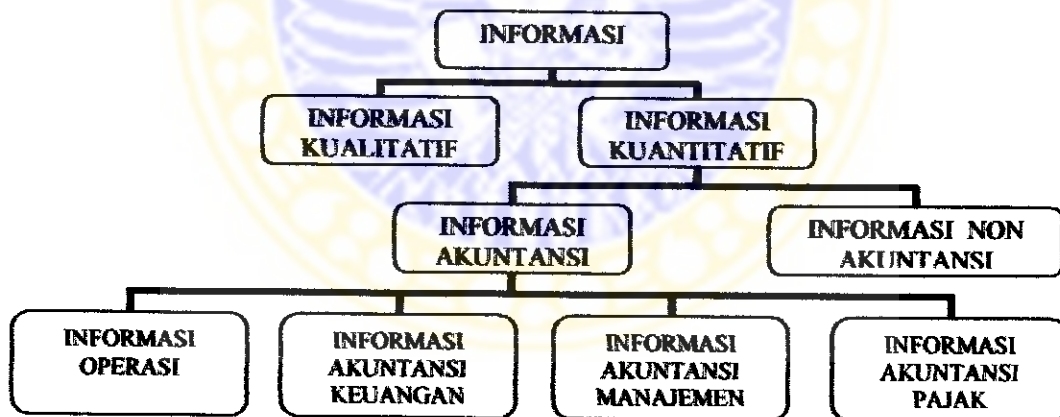 INFORMASI
INFORMASI
KUALITATIF
INFORMASI
KUANTITATIF
INFORMASI
AKUNTANSI
INFORMASI NON
AKUNTANSI
INFORMASI
OPERASI
INFORMASI
AKUNTANSI
KEUANGAN
INFORMASI
AKUNTANSI
MANAJEMEN
INFORMASI
AKUNTANSI
PAJAK